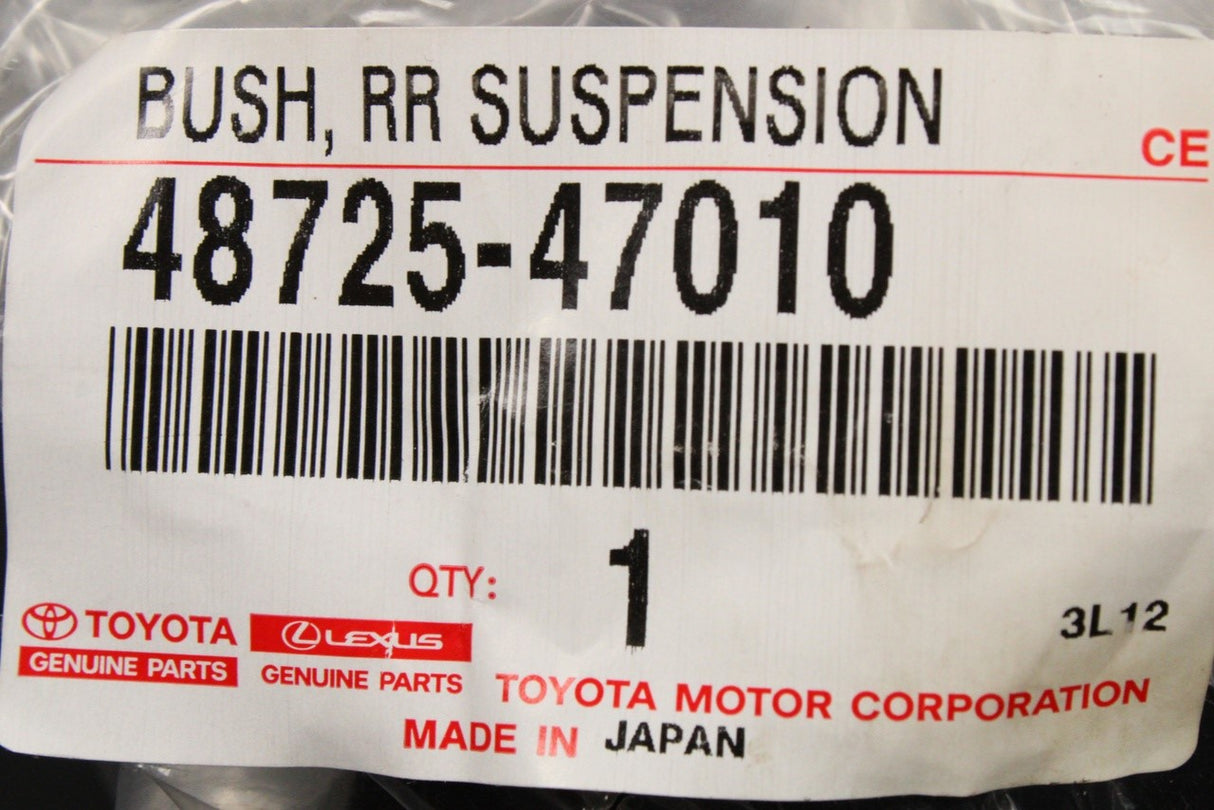 BUSH, RR SUSPENSION
CE
48725-47010
QTY: 1
3L12
TOYOTA
GENUINE PARTS
LEXUS
GENUINE PARTS
TOYOTA MOTOR CORPORATION
MADE IN JAPAN